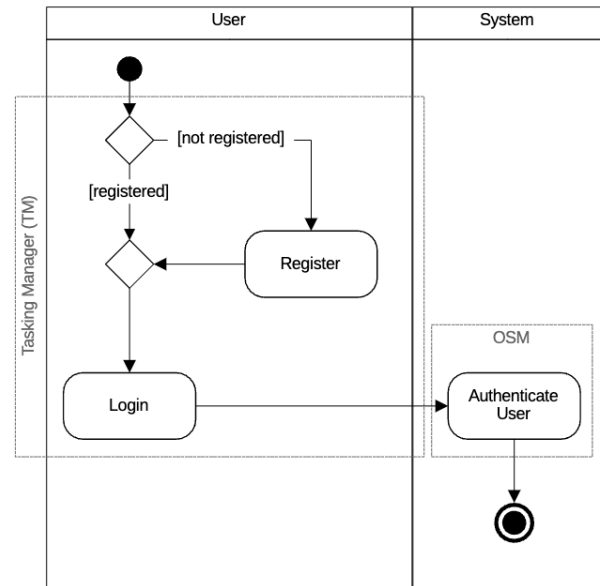 User
System
[not registered]
[registered]
Tasking Manager (TM)
Register
OSM
Login
Authenticate
User